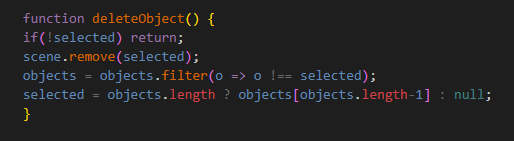 function deleteObject() {
if(!selected) return;
scene.remove(selected);
objects = objects.filter(o => o !== selected);
selected = objects.length ? objects[objects.length-1] : null;
}